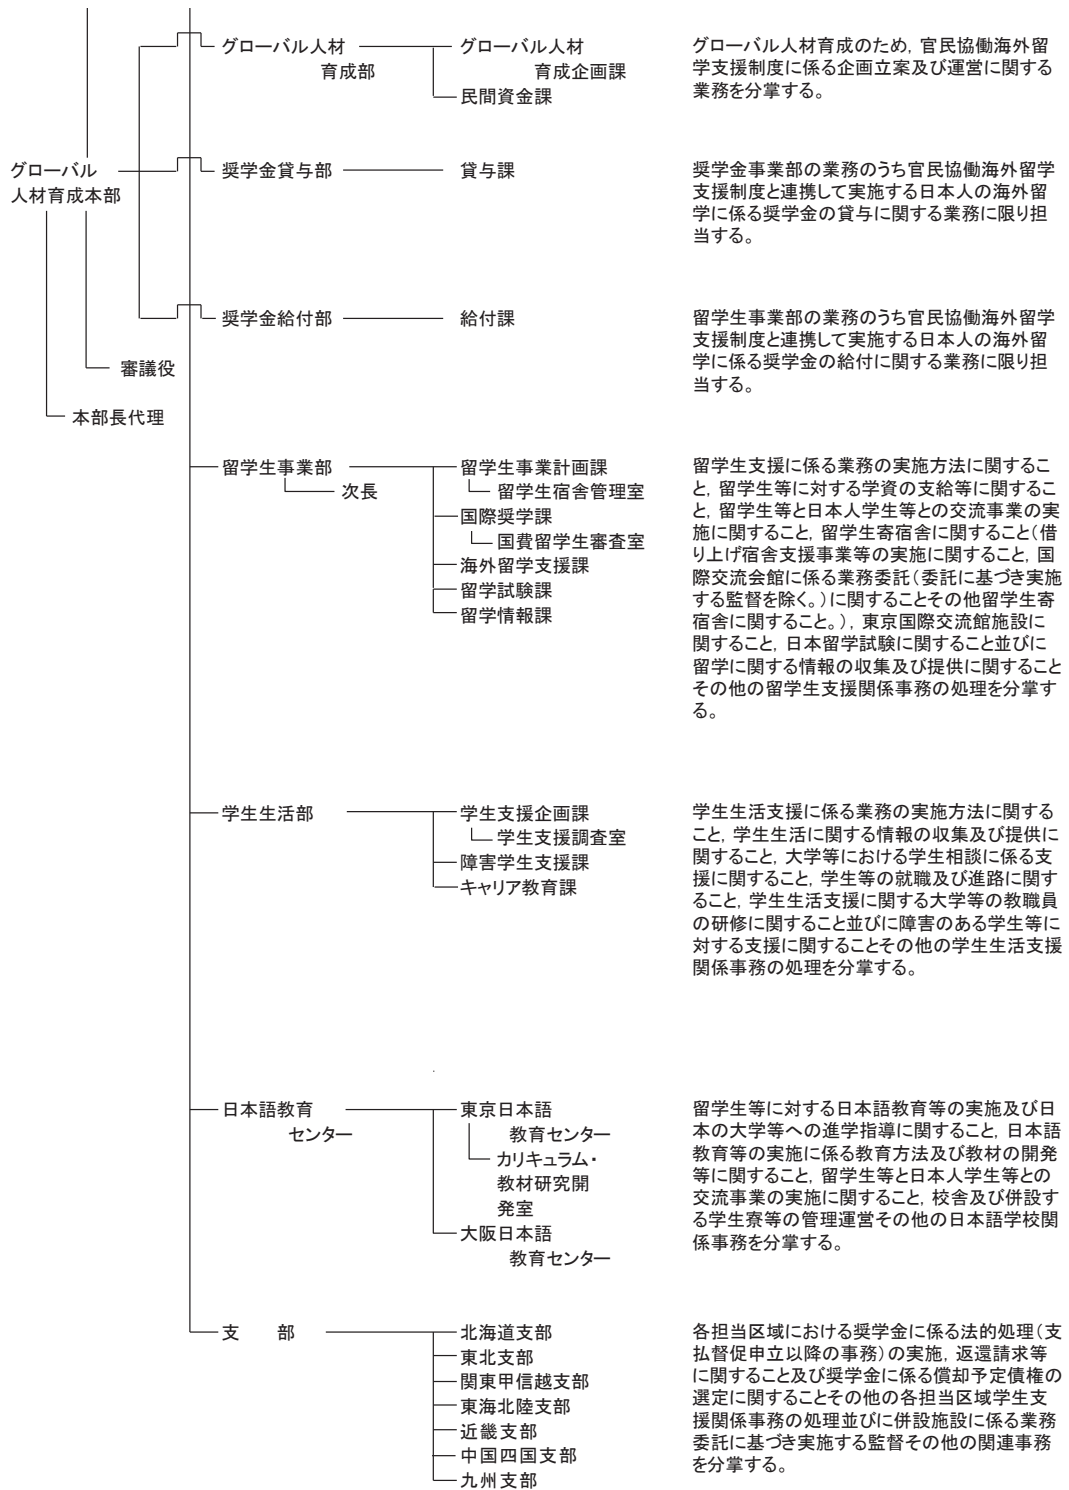 グローバル人材
育成部
グローバル人材
育成企画課
民間資金課
グローバル人材育成のため, 官民協働海外留
学支援制度に係る企画立案及び運営に関する
業務を分掌する。
グローバル
人材育成本部
奨学金貸与部
貸与課
奨学金事業部の業務のうち官民協働海外留学
支援制度と連携して実施する日本人の海外留
学に係る奨学金の貸与に関する業務に限り担
当する。
奨学金給付部
給付課
留学生事業部の業務のうち官民協働海外留学
支援制度と連携して実施する日本人の海外留
学に係る奨学金の給付に関する業務に限り担
当する。
審議役
本部長代理
留学生事業部
次長
留学生事業計画課
留学生宿舎管理室
国際奨学課
国費留学生審査室
海外留学支援課
留学試験課
留学情報課
留学生支援に係る業務の実施方法に関するこ
と, 留学生等に対する学資の支給等に関するこ
と, 留学生等と日本人学生等との交流事業の実
施に関すること, 留学生寄宿舎に関すること(借
り上げ宿舎支援事業等の実施に関すること, 国
際交流会館に係る業務委託(委託に基づき実施
する監督を除く。)に関することその他留学生寄
宿舎に関すること。), 東京国際交流館施設に
関すること, 日本留学試験に関すること並びに
留学に関する情報の収集及び提供に関すること
その他の留学生支援関係事務の処理を分掌す
る。
学生生活部
学生支援企画課
学生支援調査室
障害学生支援課
キャリア教育課
学生生活支援に係る業務の実施方法に関する
こと, 学生生活に関する情報の収集及び提供に
関すること, 大学等における学生相談に係る支
援に関すること, 学生等の就職及び進路に関す
ること, 学生生活支援に関する大学等の教職員
の研修に関すること並びに障害のある学生等に
対する支援に関することその他の学生生活支援
関係事務の処理を分掌する。
日本語教育
センター
東京日本語
教育センター
カリキュラム・
教材研究開
発室
大阪日本語
教育センター
留学生等に対する日本語教育等の実施及び日
本の大学等への進学指導に関すること, 日本語
教育等の実施に係る教育方法及び教材の開発
等に関すること, 留学生等と日本人学生等との
交流事業の実施に関すること, 校舎及び併設す
る学生寮等の管理運営その他の日本語学校関
係事務を分掌する。
支 部
北海道支部
東北支部
関東甲信越支部
東海北陸支部
近畿支部
中国四国支部
九州支部
各担当区域における奨学金に係る法的処理(支
払督促申立以降の事務)の実施, 返還請求等
に関すること及び奨学金に係る償却予定債権の
選定に関することその他の各担当区域学生支
援関係事務の処理並びに併設施設に係る業務
委託に基づき実施する監督その他の関連事務
を分掌する。